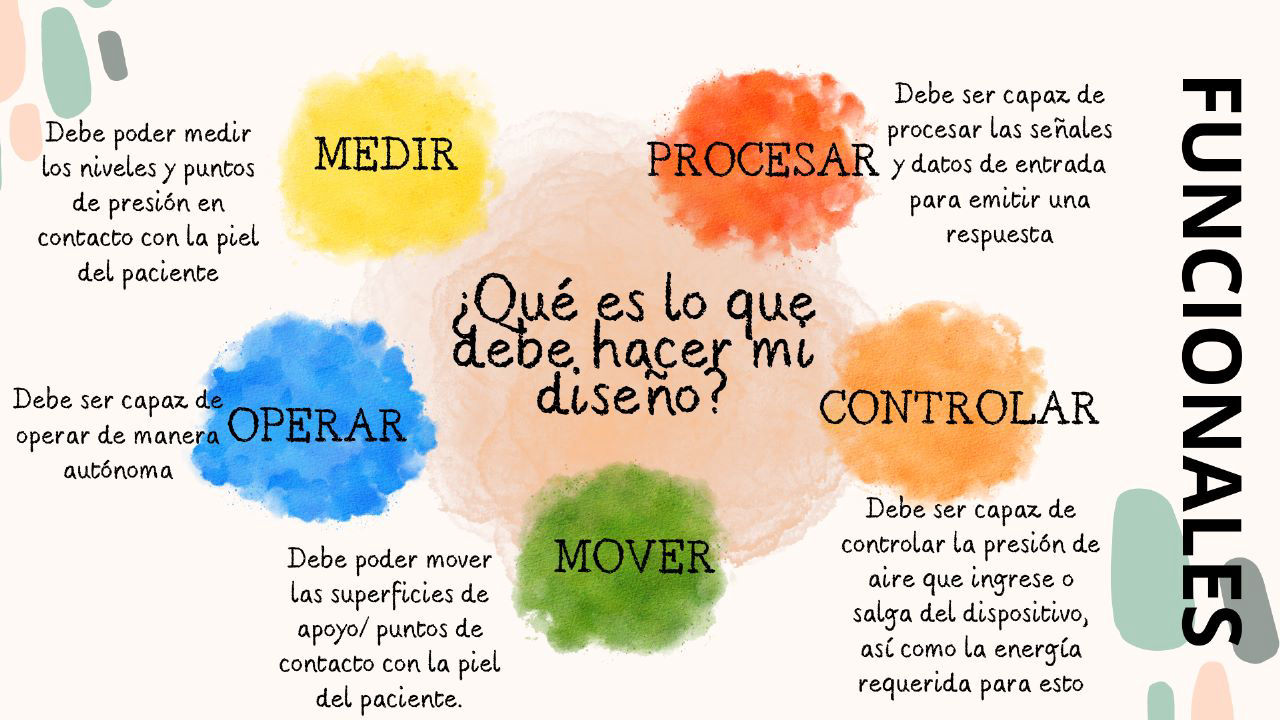 ¿Qué es lo que
debe hacer mi
diseño?
MEDIR
Debe poder medir
los niveles y puntos
de presión en
contacto con la piel
del paciente
PROCESAR
Debe ser capaz de
procesar las señales
y datos de entrada
para emitir una
respuesta
OPERAR
Debe ser capaz de
operar de manera
autónoma
CONTROLAR
Debe ser capaz de
controlar la presión de
aire que ingrese o
salga del dispositivo,
así como la energía
requerida para esto
MOVER
Debe poder mover
las superficies de
apoyo/ puntos de
contacto con la piel
del paciente.
FUNCIONALES